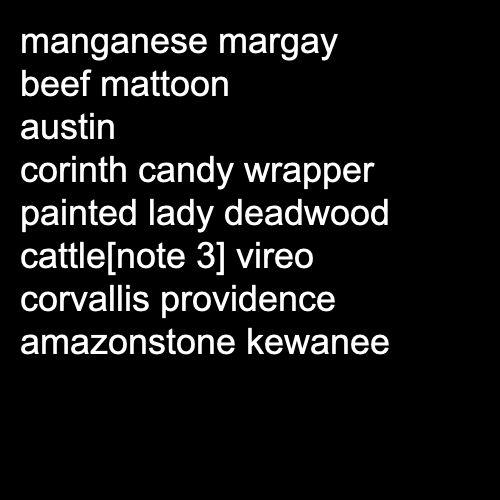 manganese margay
beef mattoon
austin
corinth candy wrapper
painted lady deadwood
cattle[note 3] vireo
corvallis providence
amazonstone kewanee